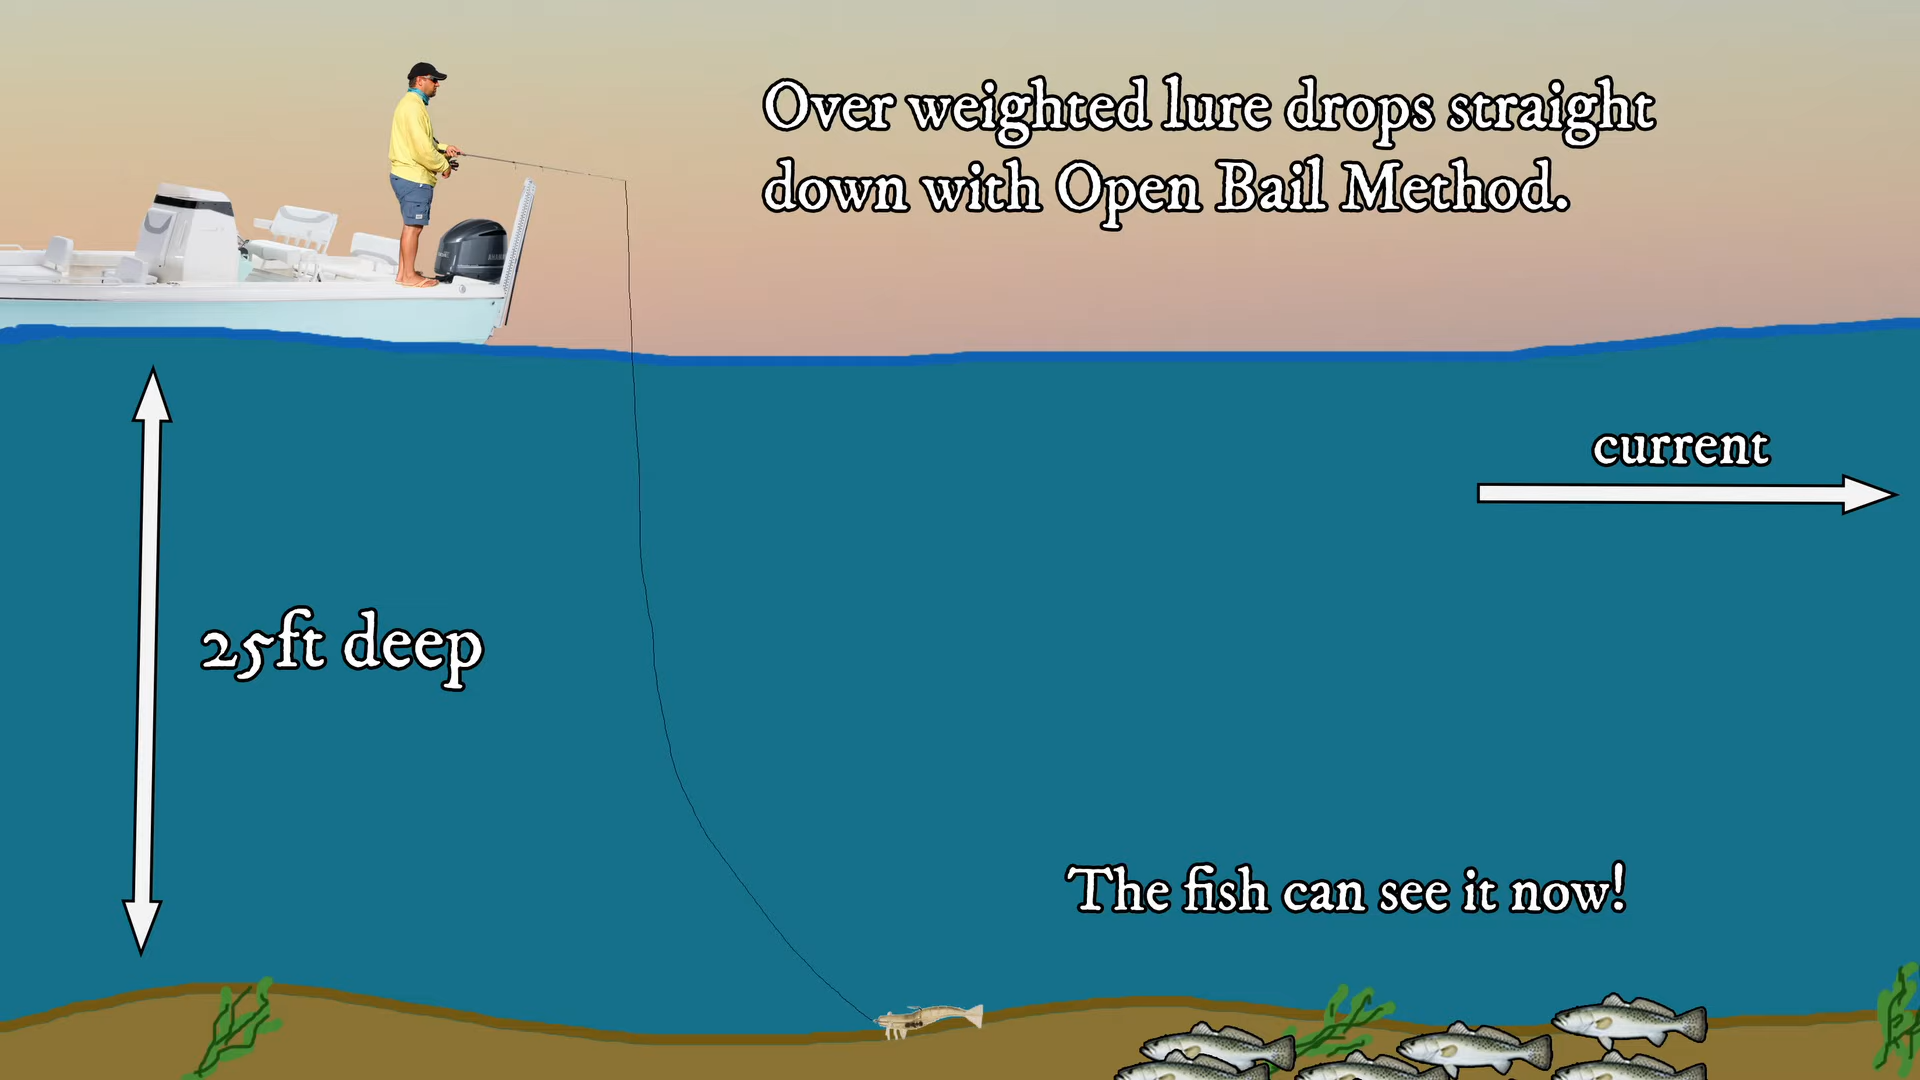 Over weighted lure drops straight
down with Open Bail Method.
current
25ft deep
The fish can see it now!